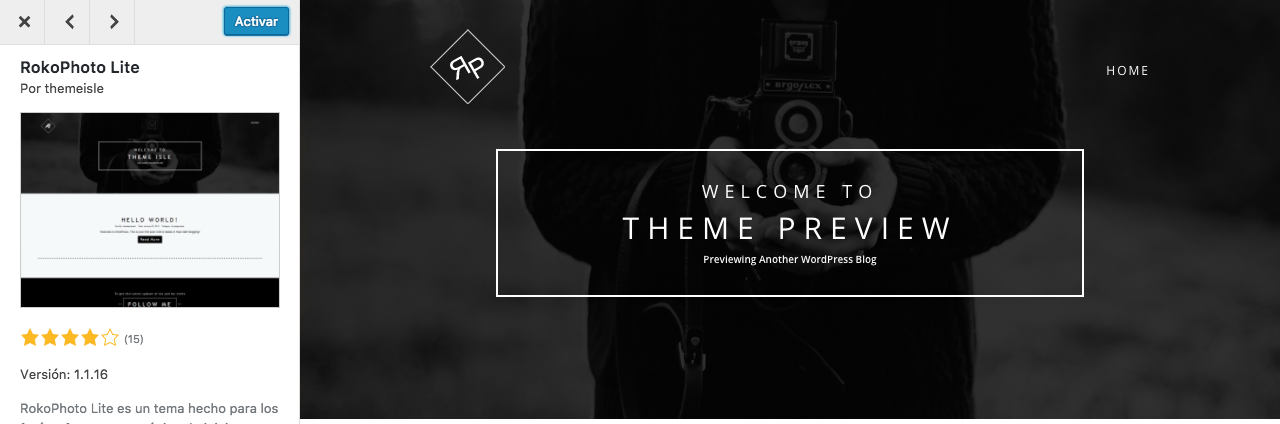 Activar
RokoPhoto Lite
Por themeisle
WELCOME TO
THEME ISLE
HELLO WORLD!
Read More
FOLLOW ME
(15)
Versión: 1.1.16
RokoPhoto Lite es un tema hecho para los
RP
HOME
argoflex
WELCOME TO
THEME PREVIEW
Previewing Another WordPress Blog